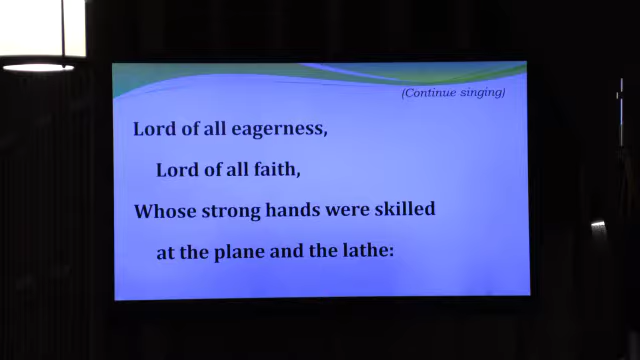 (Continue singing)
Lord of all eagerness,
Lord of all faith,
Whose strong hands were skilled
at the plane and the lathe: